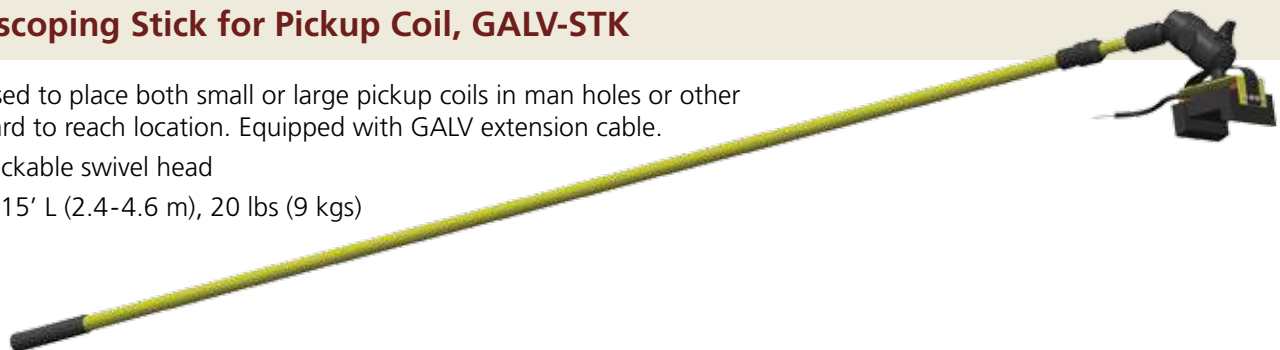 scoping Stick for Pickup Coil, GALV-STK
sed to place both small or large pickup coils in man holes or other
ard to reach location. Equipped with GALV extension cable.
ckable swivel head
15’ L (2.4-4.6 m), 20 lbs (9 kgs)